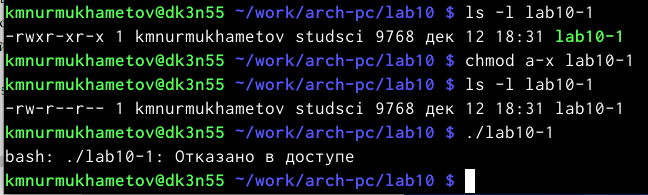 kmnurmukhametov@dk3n55 ~/work/arch-pc/lab10 $ ls -l lab10-1
-rwxr-xr-x 1 kmnurmukhametov studsci 9768 дек 12 18:31 lab10-1
kmnurmukhametov@dk3n55 ~/work/arch-pc/lab10 $ chmod a-x lab10-1
kmnurmukhametov@dk3n55 ~/work/arch-pc/lab10 $ ls -l lab10-1
-rw-r--r-- 1 kmnurmukhametov studsci 9768 дек 12 18:31 lab10-1
kmnurmukhametov@dk3n55 ~/work/arch-pc/lab10 $ ./lab10-1
bash: ./lab10-1: Отказано в доступе
kmnurmukhametov@dk3n55 ~/work/arch-pc/lab10 $